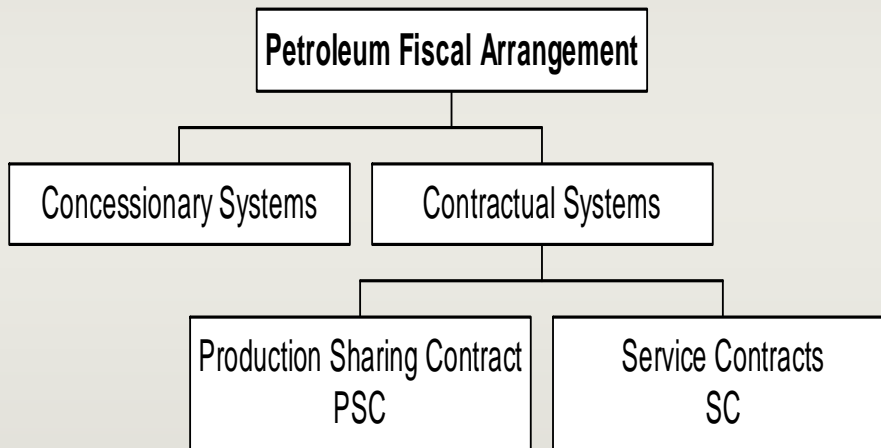 Petroleum Fiscal Arrangement
Concessionary Systems
Contractual Systems
Production Sharing Contract
PSC
Service Contracts
SC